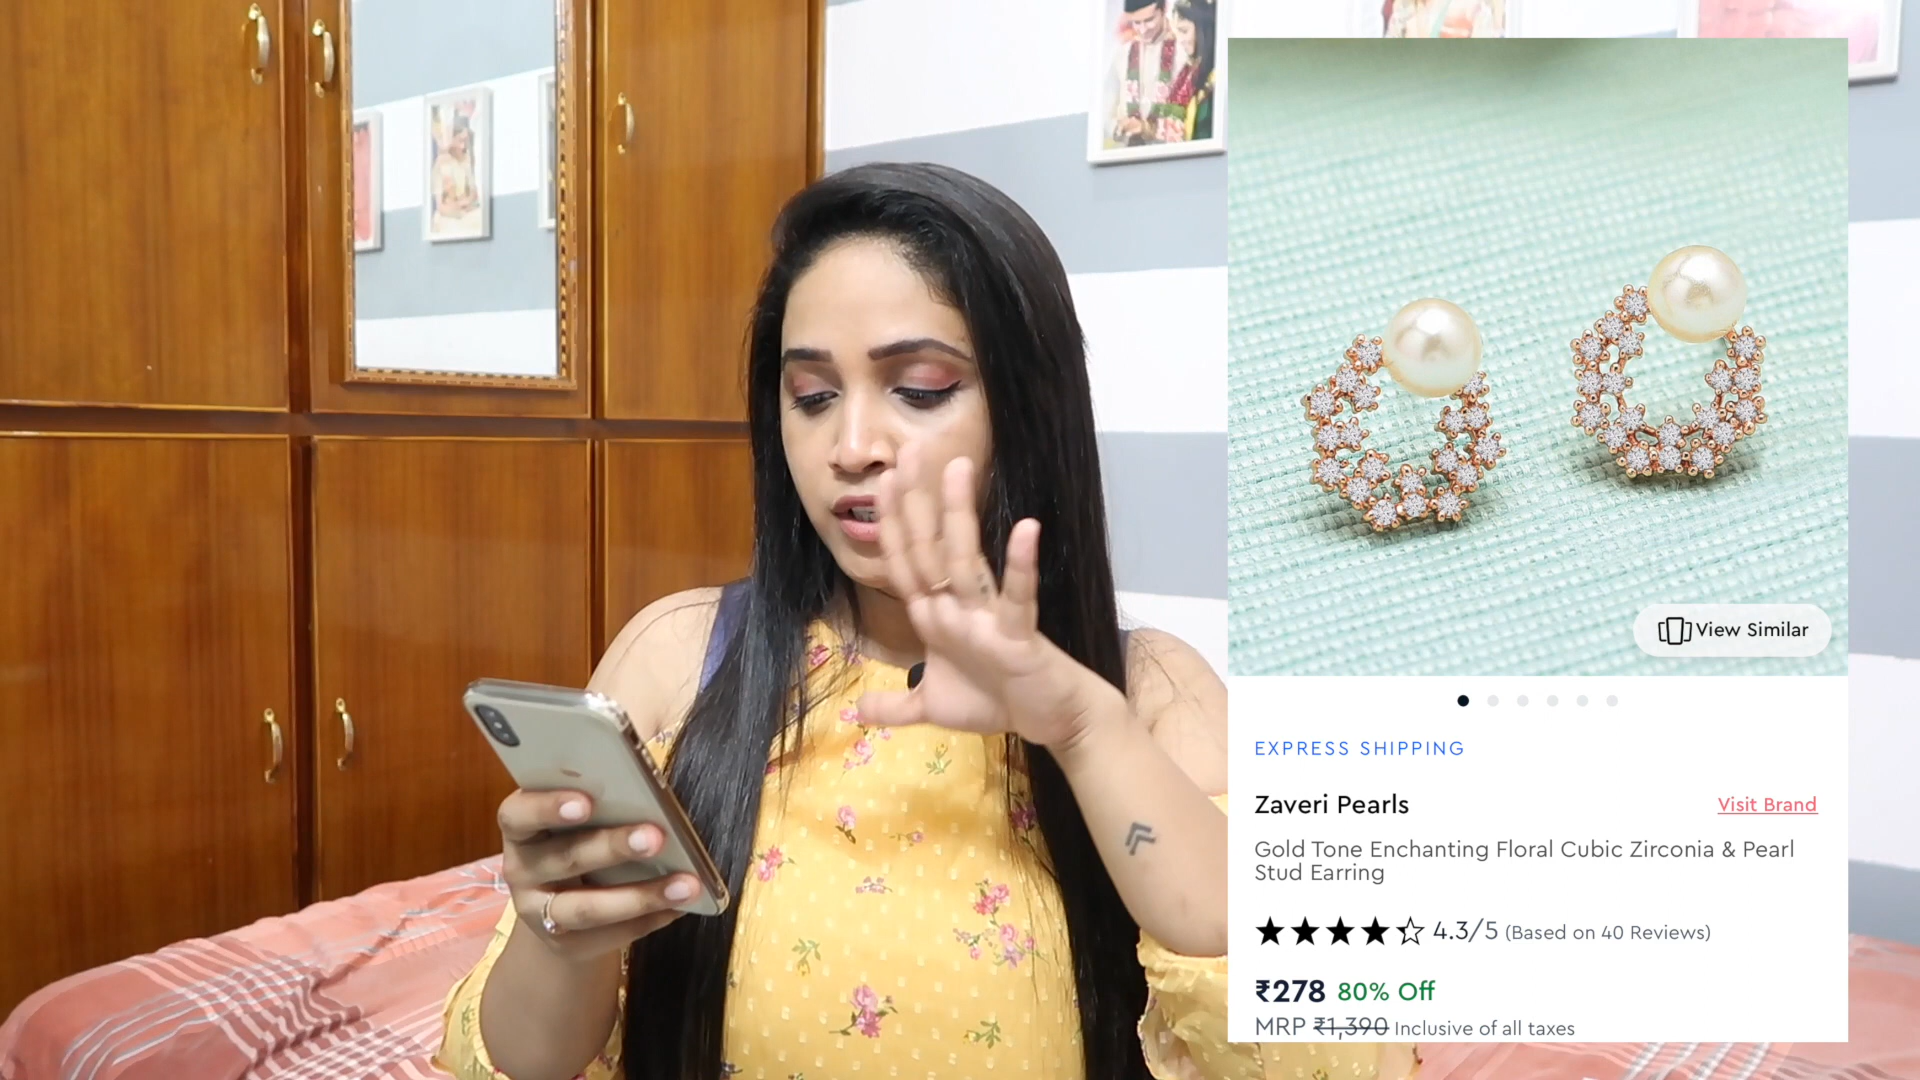 View Similar
EXPRESS SHIPPING
Zaveri Pearls
Visit Brand
Gold Tone Enchanting Floral Cubic Zirconia & Pearl
Stud Earring
4.3/5 (Based on 40 Reviews)
₹278 80% Off
MRP ₹1,390 Inclusive of all taxes